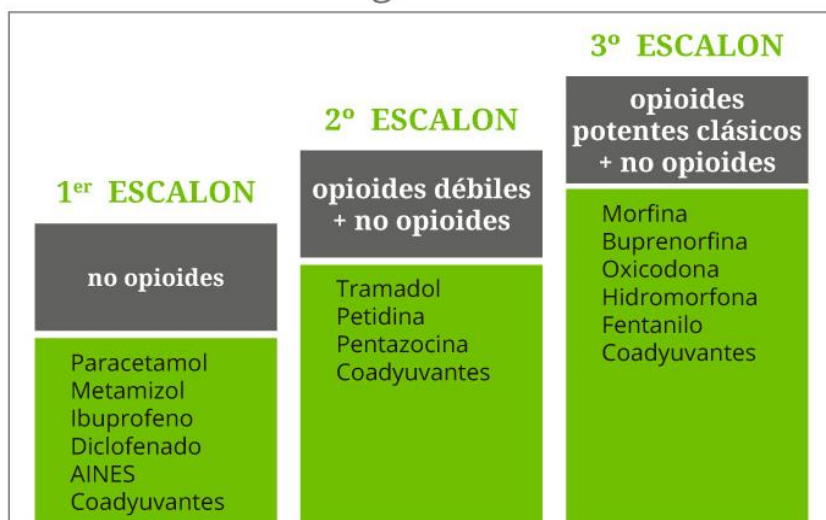 1er ESCALON
no opioides
Paracetamol
Metamizol
Ibuprofeno
Diclofenado
AINES
Coadyuvantes
2º ESCALON
opioides débiles
+ no opioides
Tramadol
Petidina
Pentazocina
Coadyuvantes
3º ESCALON
opioides
potentes clásicos
+ no opioides
Morfina
Buprenorfina
Oxicodona
Hidromorfona
Fentanilo
Coadyuvantes